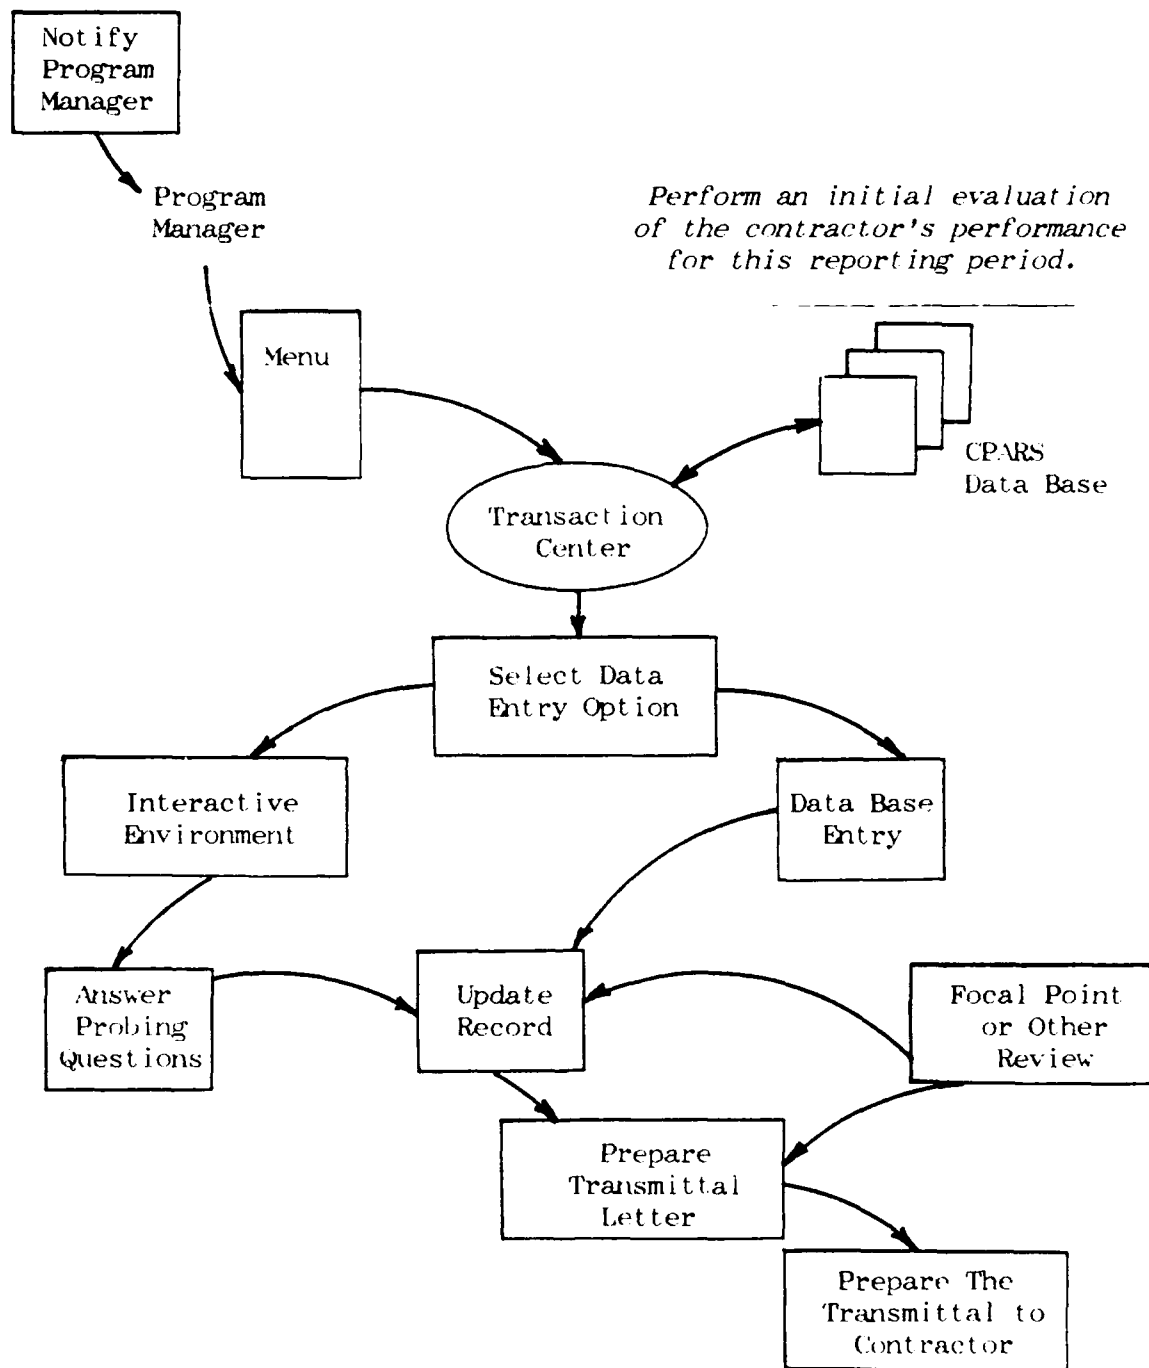 Notify
Program
Manager
Program
Manager
Perform an initial evaluation
of the contractor's performance
for this reporting period.
Menu
CPARS
Data Base
Transaction
Center
Select Data
Entry Option
Interactive
Environment
Data Base
Entry
Answer
Probing
Questions
Update
Record
Focal Point
or Other
Review
Prepare
Transmittal
Letter
Prepare The
Transmittal to
Contractor